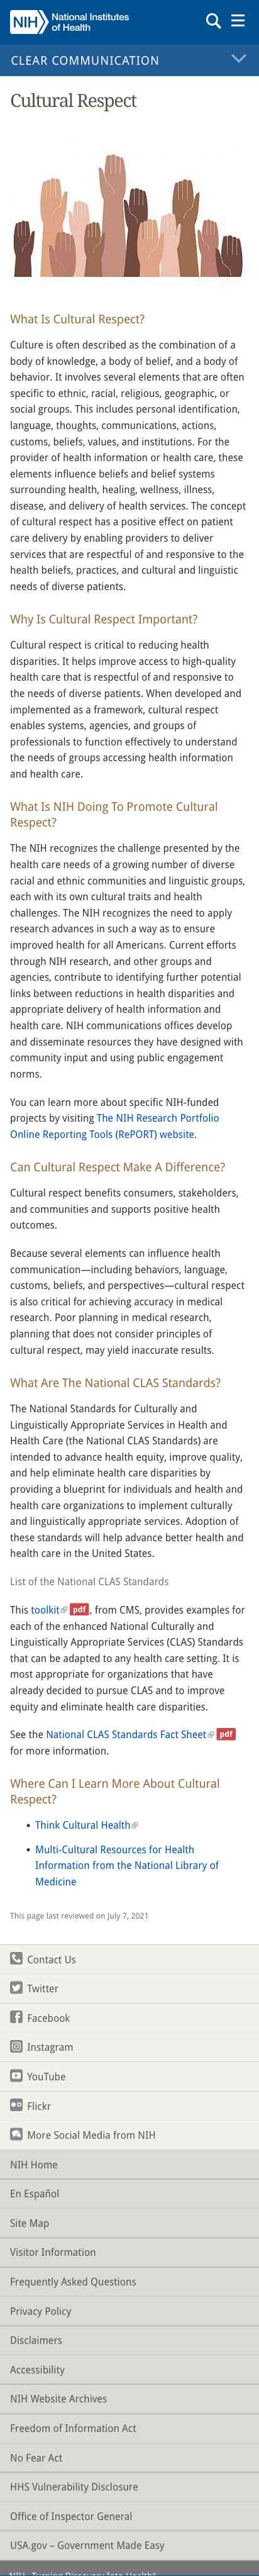 NIH National Institutes
of Health
CLEAR COMMUNICATION
Cultural Respect
What Is Cultural Respect?
Culture is often described as the combination of a
body of knowledge, a body of belief, and a body of
behavior. It involves several elements that are often
specific to ethnic, racial, religious, geographic, or
social groups. This includes personal identification,
language, thoughts, communications, actions,
customs, beliefs, values, and institutions. For the
provider of health information or health care, these
elements influence beliefs and belief systems
surrounding health, healing, wellness, illness,
disease, and delivery of health services. The concept
of cultural respect has a positive effect on patient
care delivery by enabling providers to deliver
services that are respectful of and responsive to the
health beliefs, practices, and cultural and linguistic
needs of diverse patients.
Why Is Cultural Respect Important?
Cultural respect is critical to reducing health
disparities. It helps improve access to high-quality
health care that is respectful of and responsive to
the needs of diverse patients. When developed and
implemented as a framework, cultural respect
enables systems, agencies, and groups of
professionals to function effectively to understand
the needs of groups accessing health information
and health care.
What Is NIH Doing To Promote Cultural
Respect?
The NIH recognizes the challenge presented by the
health care needs of a growing number of diverse
racial and ethnic communities and linguistic groups,
each with its own cultural traits and health
challenges. The NIH recognizes the need to apply
research advances in such a way as to ensure
improved health for all Americans. Current efforts
through NIH research, and other groups and
agencies, contribute to identifying further potential
links between reductions in health disparities and
appropriate delivery of health information and
health care. NIH communications offices develop
and disseminate resources they have designed with
community input and using public engagement
norms.
You can learn more about specific NIH-funded
projects by visiting The NIH Research Portfolio
Online Reporting Tools (RePORT) website.
Can Cultural Respect Make A Difference?
Cultural respect benefits consumers, stakeholders,
and communities and supports positive health
outcomes.
Because several elements can influence health
communication—including behaviors, language,
customs, beliefs, and perspectives—cultural respect
is also critical for achieving accuracy in medical
research. Poor planning in medical research,
planning that does not consider principles of
cultural respect, may yield inaccurate results.
What Are The National CLAS Standards?
The National Standards for Culturally and
Linguistically Appropriate Services in Health and
Health Care (the National CLAS Standards) are
intended to advance health equity, improve quality,
and help eliminate health care disparities by
providing a blueprint for individuals and health and
health care organizations to implement culturally
and linguistically appropriate services. Adoption of
these standards will help advance better health and
health care in the United States.
List of the National CLAS Standards
This toolkit pdf, from CMS, provides examples for
each of the enhanced National Culturally and
Linguistically Appropriate Services (CLAS) Standards
that can be adapted to any health care setting. It is
most appropriate for organizations that have
already decided to pursue CLAS and to improve
equity and eliminate health care disparities.
See the National CLAS Standards Fact Sheet pdf
for more information.
Where Can I Learn More About Cultural
Respect?
• Think Cultural Health
• Multi-Cultural Resources for Health
Information from the National Library of
Medicine
This page last reviewed on July 7, 2021
Contact Us
Twitter
Facebook
Instagram
YouTube
Flickr
More Social Media from NIH
NIH Home
En Español
Site Map
Visitor Information
Frequently Asked Questions
Privacy Policy
Disclaimers
Accessibility
NIH Website Archives
Freedom of Information Act
No Fear Act
HHS Vulnerability Disclosure
Office of Inspector General
USA.gov – Government Made Easy